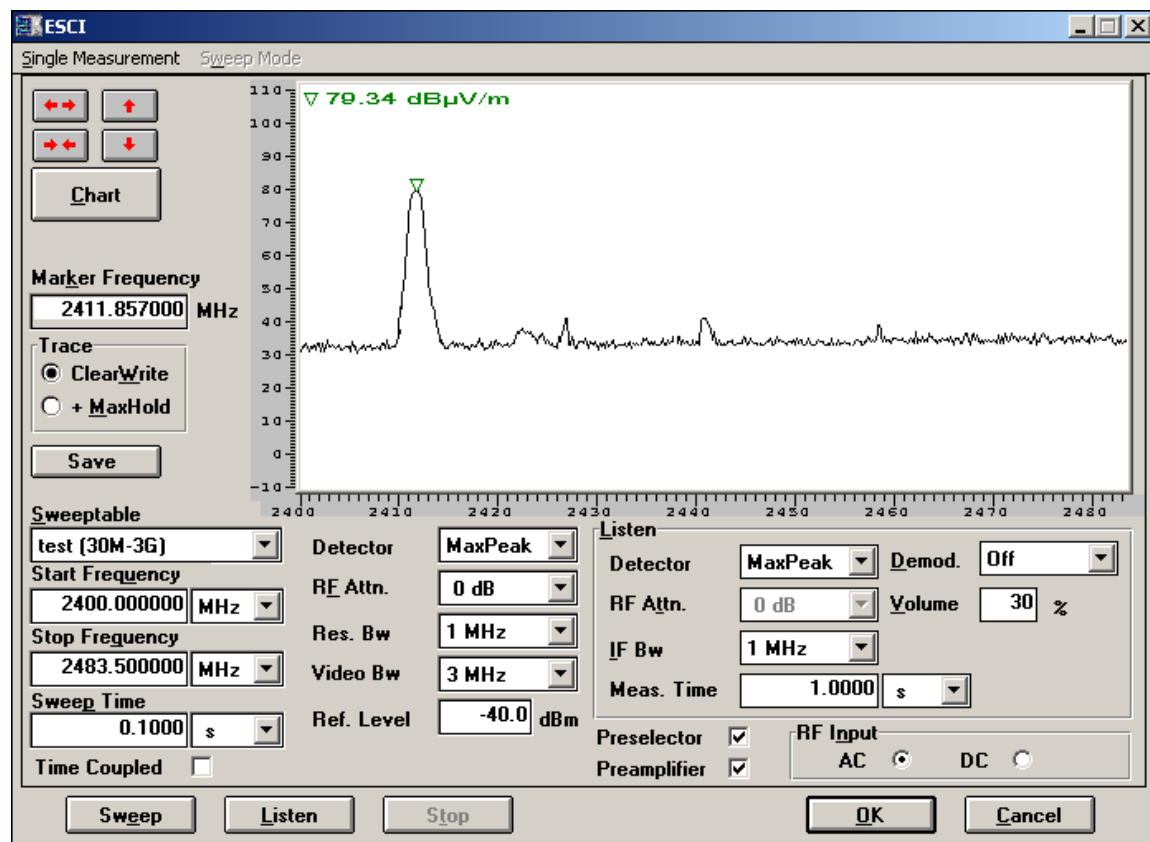 ESCI
Single Measurement Sweep Mode
Chart
Marker Frequency
2411.857000 MHz
Trace
ClearWrite
+ MaxHold
Save
▽ 79.34 dBµV/m
110
100
90
80
70
60
50
40
30
20
10
0
-10
2400 2410 2420 2430 2440 2450 2460 2470 2480
Sweeptable
test (30M-3G)
Start Frequency
2400.000000 MHz
Stop Frequency
2483.500000 MHz
Sweep Time
0.1000 s
Time Coupled
Detector MaxPeak
RF Attn. 0 dB
Res. Bw 1 MHz
Video Bw 3 MHz
Ref. Level -40.0 dBm
Listen
Detector MaxPeak Demod. Off
RF Attn. 0 dB Volume 30 %
IF Bw 1 MHz
Meas. Time 1.0000 s
Preselector
Preamplifier
RF Input
AC DC
Sweep Listen Stop OK Cancel